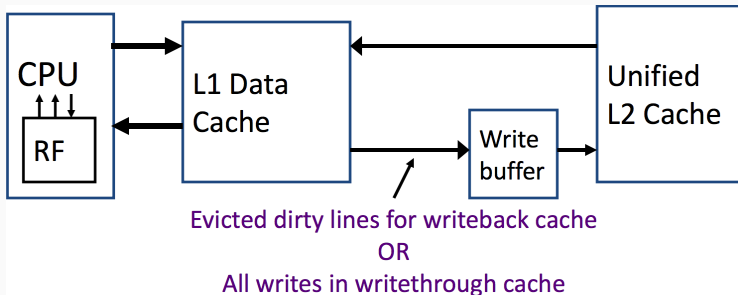 CPU
RF
L1 Data
Cache
Write
buffer
Unified
L2 Cache
Evicted dirty lines for writeback cache
OR
All writes in writethrough cache